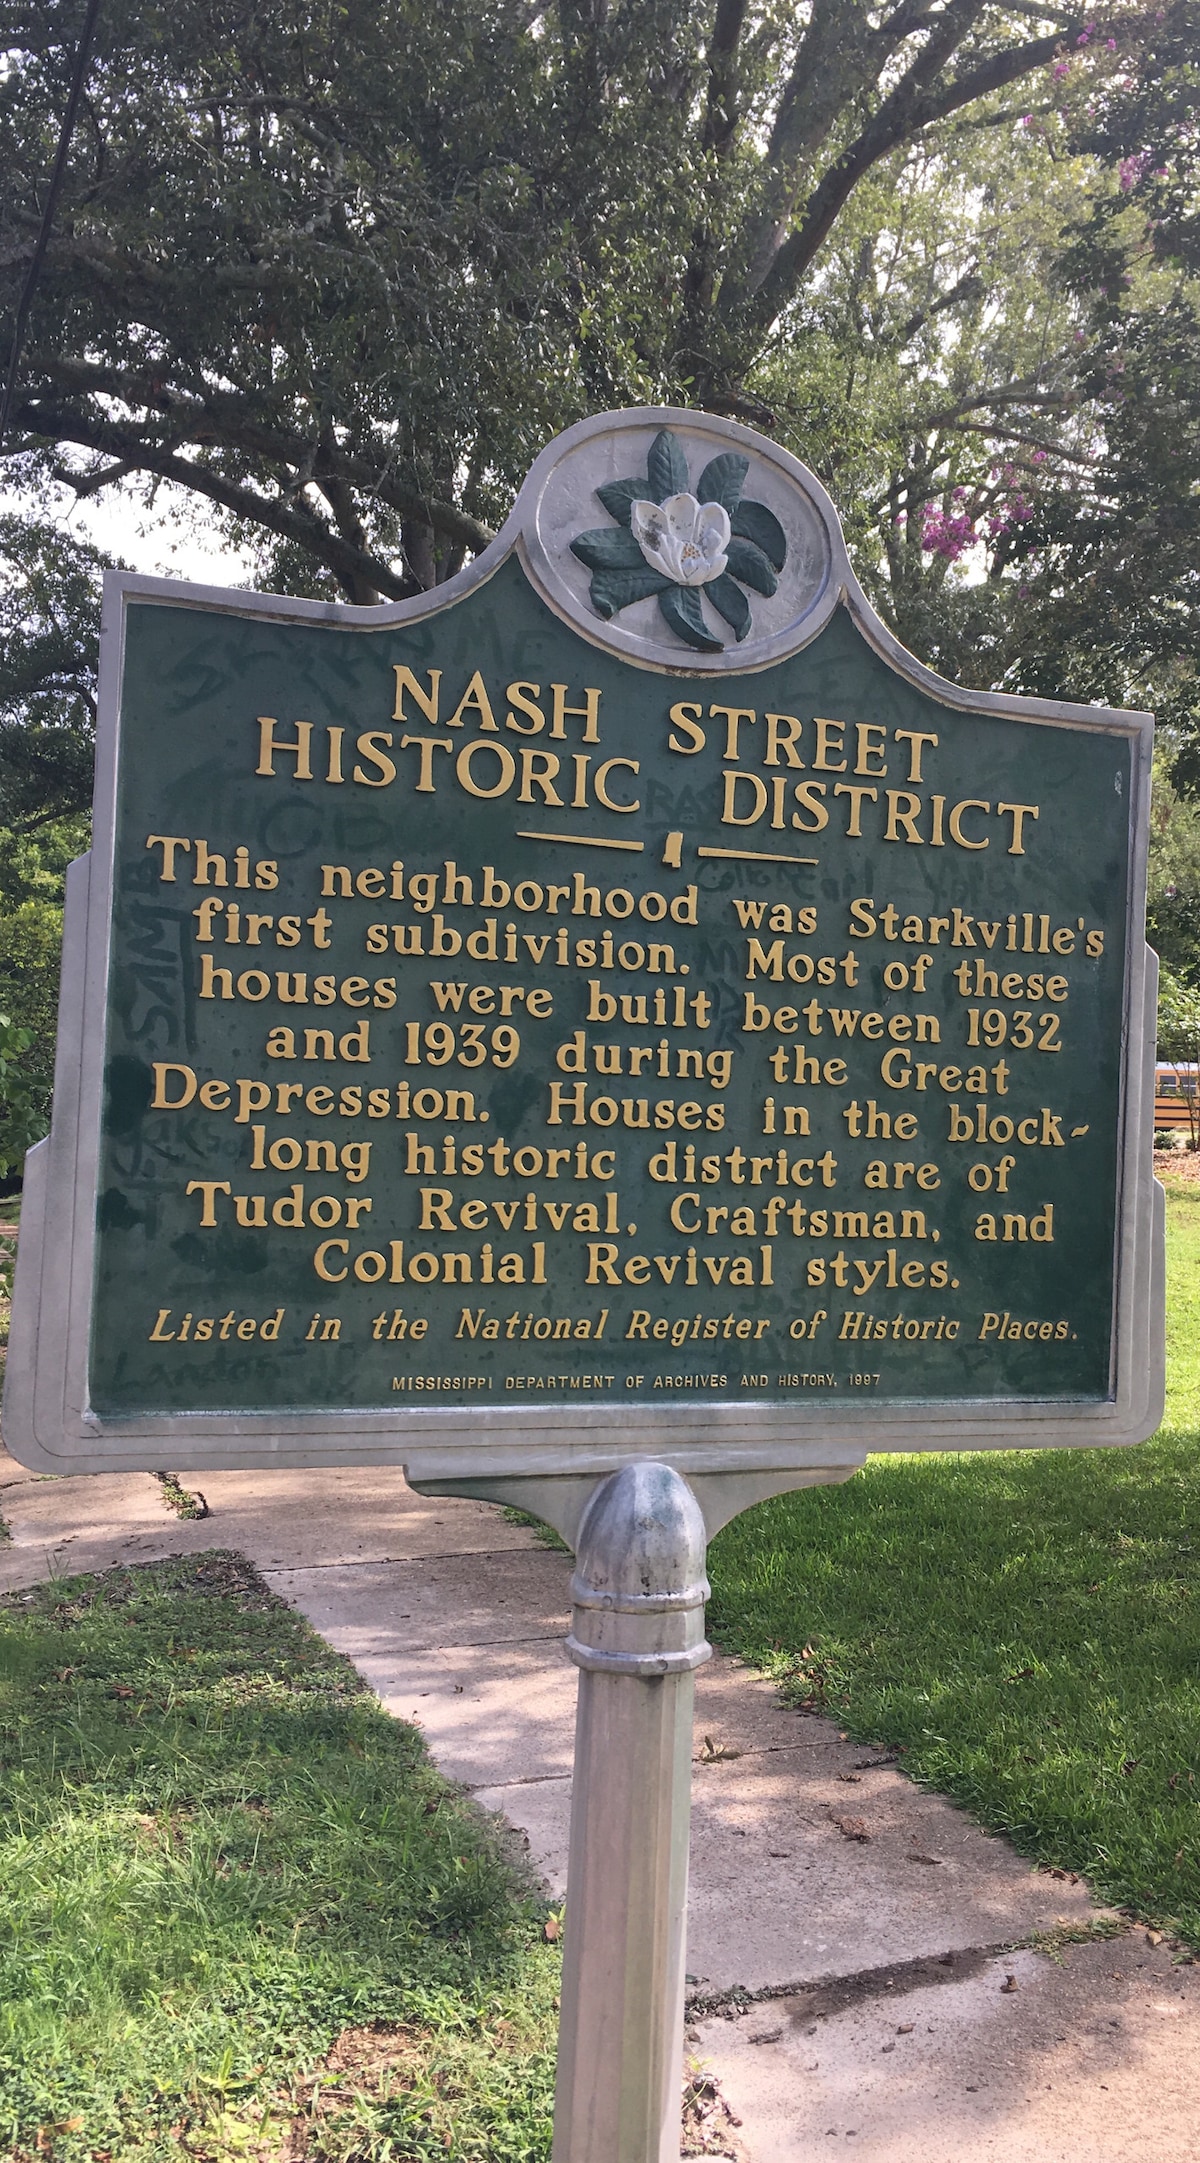 NASH STREET
HISTORIC DISTRICT
This neighborhood was Starkville's
first subdivision. Most of these
houses were built between 1932
and 1939 during the Great
Depression. Houses in the block-
long historic district are of
Tudor Revival, Craftsman, and
Colonial Revival styles.
Listed in the National Register of Historic Places.
MISSISSIPPI DEPARTMENT OF ARCHIVES AND HISTORY, 1997
SAM B